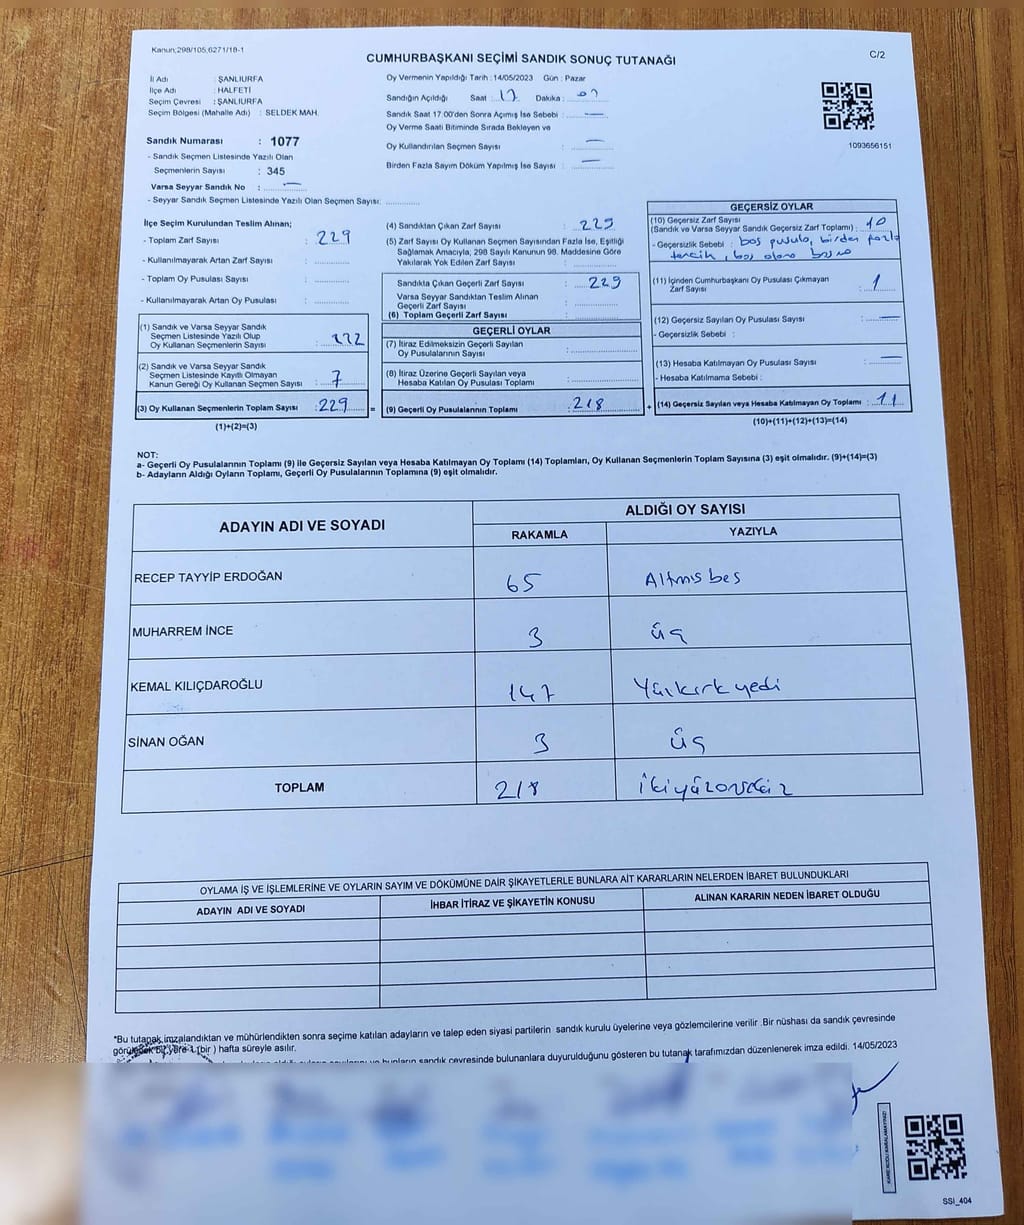 Kanun:298/105,6271/18-1
CUMHURBAŞKANI SEÇİMİ SANDIK SONUÇ TUTANAĞI
C/2
İl Adı : ŞANLIURFA
İlçe Adı : HALFETİ
Seçim Çevresi : ŞANLIURFA
Seçim Bölgesi (Mahalle Adı) : SELDEK MAH.
Sandık Numarası : 1077
- Sandık Seçmen Listesinde Yazılı Olan
Seçmenlerin Sayısı : 345
Varsa Seyyar Sandık No : —
- Seyyar Sandık Seçmen Listesinde Yazılı Olan Seçmen Sayısı:
Oy Vermenin Yapıldığı Tarih : 14/05/2023 Gün : Pazar
Sandığın Açıldığı Saat : 17 Dakika : 07
Sandık Saat 17.00'den Sonra Açımış İse Sebebi : —
Oy Verme Saati Bitiminde Sırada Bekleyen ve
Oy Kullandırılan Seçmen Sayısı : —
Birden Fazla Sayım Döküm Yapılmış İse Sayısı : —
1093656151
İlçe Seçim Kurulundan Teslim Alınan;
- Toplam Zarf Sayısı : 229
- Kullanılmayarak Artan Zarf Sayısı :
- Toplam Oy Pusulası Sayısı :
- Kullanılmayarak Artan Oy Pusulası :
(1) Sandık ve Varsa Seyyar Sandık
Seçmen Listesinde Yazılı Olup
Oy Kullanan Seçmenlerin Sayısı : 222
(2) Sandık ve Varsa Seyyar Sandık
Seçmen Listesinde Kayıtlı Olmayan
Kanun Gereği Oy Kullanan Seçmen Sayısı : 7
(3) Oy Kullanan Seçmenlerin Toplam Sayısı : 229 =
(1)+(2)=(3)
(4) Sandıktan Çıkan Zarf Sayısı : 229
(5) Zarf Sayısı Oy Kullanan Seçmen Sayısından Fazla İse, Eşitliği
Sağlamak Amacıyla; 298 Sayılı Kanunun 98. Maddesine Göre
Yakılarak Yok Edilen Zarf Sayısı :
Sandıkta Çıkan Geçerli Zarf Sayısı : 229
Varsa Seyyar Sandıktan Teslim Alınan
Geçerli Zarf Sayısı :
(6) Toplam Geçerli Zarf Sayısı :
GEÇERLİ OYLAR
(7) İtiraz Edilmeksizin Geçerli Sayılan
Oy Pusulalarının Sayısı :
(8) İtiraz Üzerine Geçerli Sayılan veya
Hesaba Katılan Oy Pusulası Toplamı :
(9) Geçerli Oy Pusulalarının Toplamı : 218 +
GEÇERSİZ OYLAR
(10) Geçersiz Zarf Sayısı
(Sandık ve Varsa Seyyar Sandık Geçersiz Zarf Toplamı) : 10
- Geçersizlik Sebebi : boş pusula, birden fazla
tercih, boş olana
(11) İçinden Cumhurbaşkanı Oy Pusulası Çıkmayan
Zarf Sayısı : 1
(12) Geçersiz Sayılan Oy Pusulası Sayısı : —
- Geçersizlik Sebebi :
(13) Hesaba Katılmayan Oy Pusulası Sayısı : —
- Hesaba Katılmama Sebebi :
(14) Geçersiz Sayılan veya Hesaba Katılmayan Oy Toplamı : 11
(10)+(11)+(12)+(13)=(14)
NOT:
a- Geçerli Oy Pusulalarının Toplamı (9) ile Geçersiz Sayılan veya Hesaba Katılmayan Oy Toplamı (14) Toplamları, Oy Kullanan Seçmenlerin Toplam Sayısına (3) eşit olmalıdır. (9)+(14)=(3)
b- Adayların Aldığı Oyların Toplamı, Geçerli Oy Pusulalarının Toplamına (9) eşit olmalıdır.
ADAYIN ADI VE SOYADI
ALDIĞI OY SAYISI
RAKAMLA YAZIYLA
RECEP TAYYİP ERDOĞAN 65 Altmış beş
MUHARREM İNCE 3 üç
KEMAL KILIÇDAROĞLU 147 Yüzkırkyedi
SİNAN OĞAN 3 üç
TOPLAM 218 ikiyüzonsekiz
OYLAMA İŞ VE İŞLEMLERİNE VE OYLARIN SAYIM VE DÖKÜMÜNE DAİR ŞİKAYETLERLE BUNLARA AİT KARARLARIN NELERDEN İBARET BULUNDUKLARI
ADAYIN ADI VE SOYADI İHBAR İTİRAZ VE ŞİKAYETİN KONUSU ALINAN KARARIN NEDEN İBARET OLDUĞU
*Bu tutanak imzalandıktan ve mühürlendikten sonra seçime katılan adayların ve talep eden siyasi partilerin sandık kurulu üyelerine veya gözlemcilerine verilir .Bir nüshası da sandık çevresinde
görülebilecek bir yere 1 (bir ) hafta süreyle asılır.
bunların sandık çevresinde bulunanlara duyurulduğunu gösteren bu tutanak tarafımızdan düzenlenerek imza edildi. 14/05/2023
KARE KODU KARALAMAYINIZ!
SSI_404